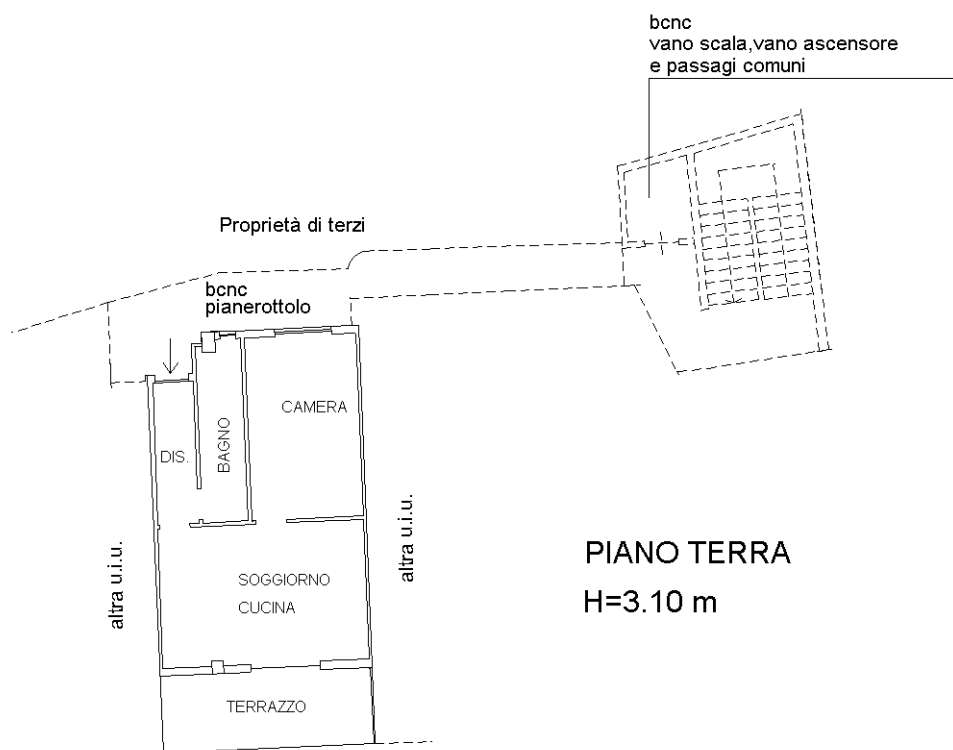 bcnc
vano scala,vano ascensore
e passagi comuni
Proprietà di terzi
bcnc
pianerottolo
CAMERA
BAGNO
DIS.
altra u.i.u.
altra u.i.u.
PIANO TERRA
H=3.10 m
SOGGIORNO
CUCINA
TERRAZZO